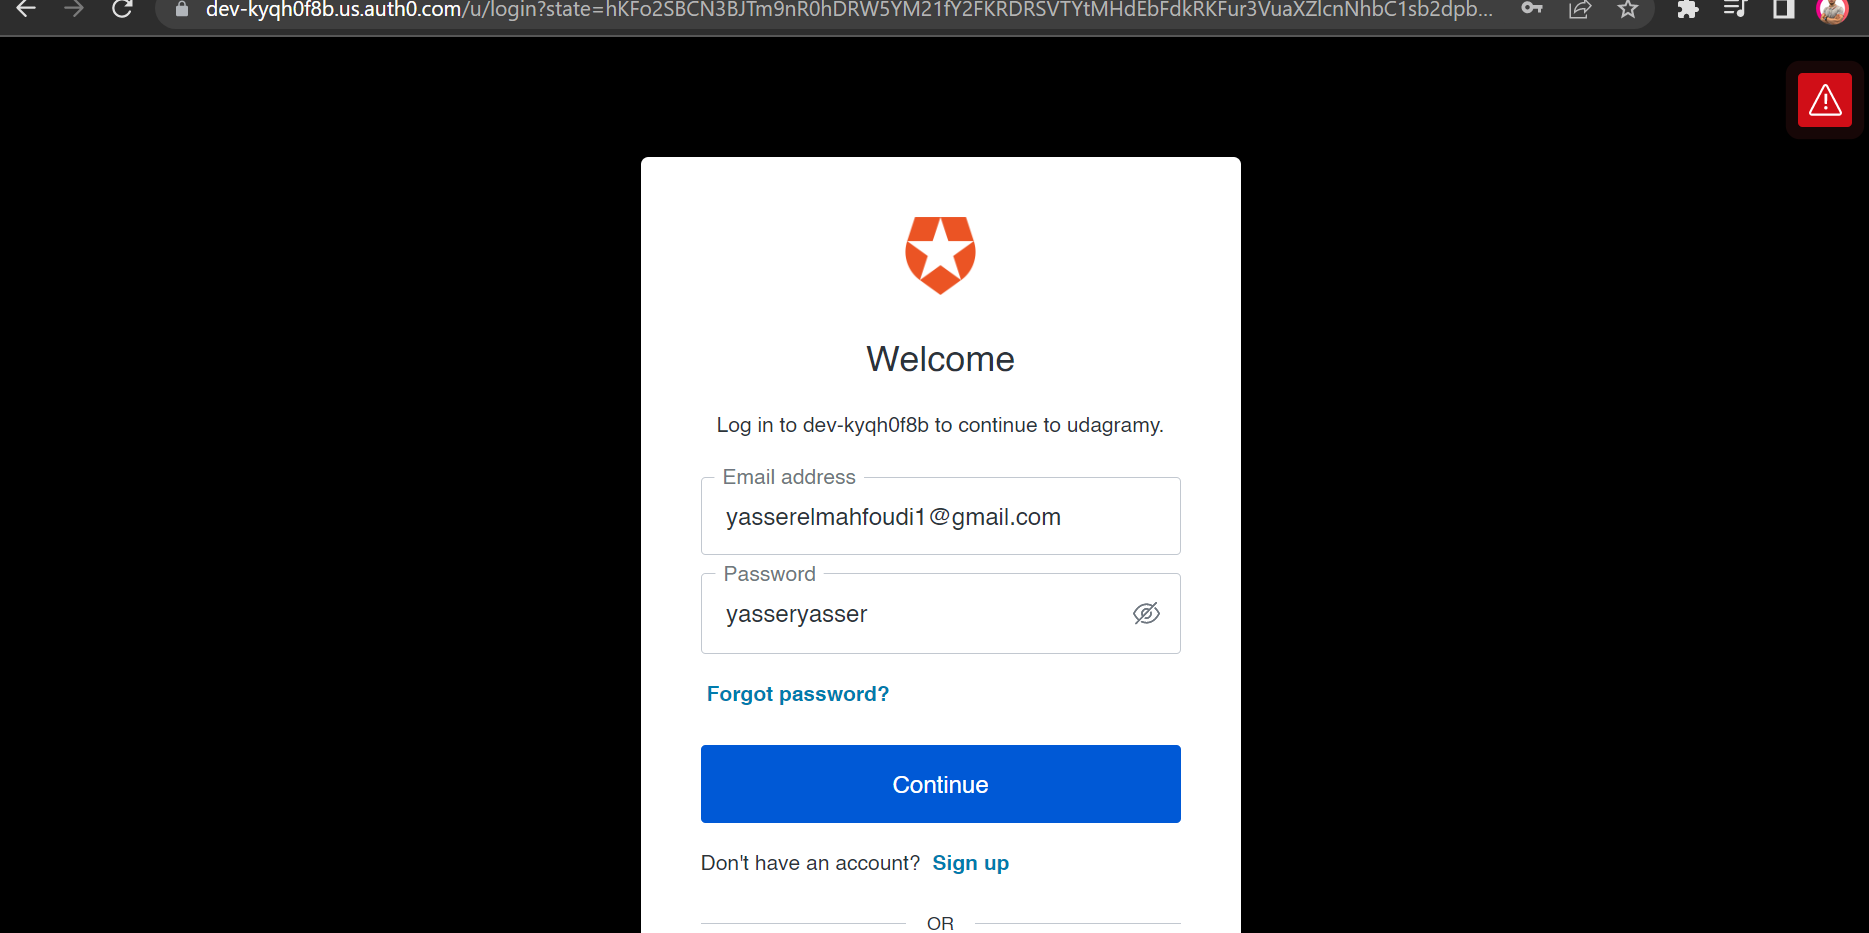 dev-kyqh0f8b.us.auth0.com/u/login?state=hKFo2SBCN3BJTm9nR0hDRW5YM21fY2FKRDRSVTYtMHdEbFdkRKFur3VuaXZlcnNhbC1sb2dpb...
Welcome
Log in to dev-kyqh0f8b to continue to udagramy.
Email address
yasserelmahfoudi1@gmail.com
Password
yasseryasser
Forgot password?
Continue
Don't have an account? Sign up
OR